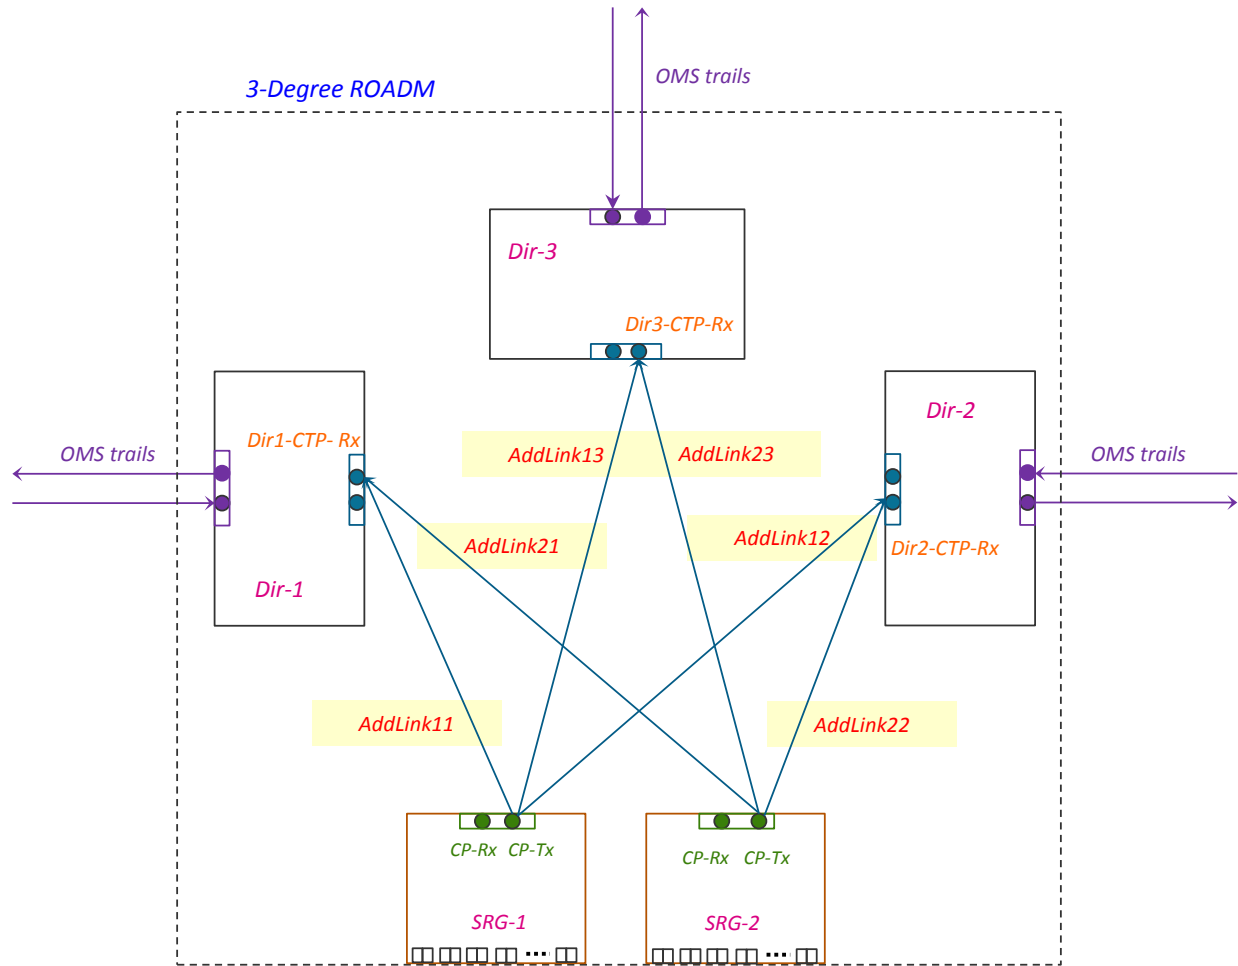 OMS trails
3-Degree ROADM
Dir-3
Dir3-CTP-Rx
Dir-2
Dir1-CTP- Rx
OMS trails
AddLink13
AddLink23
OMS trails
AddLink21
AddLink12
Dir2-CTP-Rx
Dir-1
AddLink11
AddLink22
CP-Rx CP-Tx
CP-Rx CP-Tx
SRG-1
SRG-2